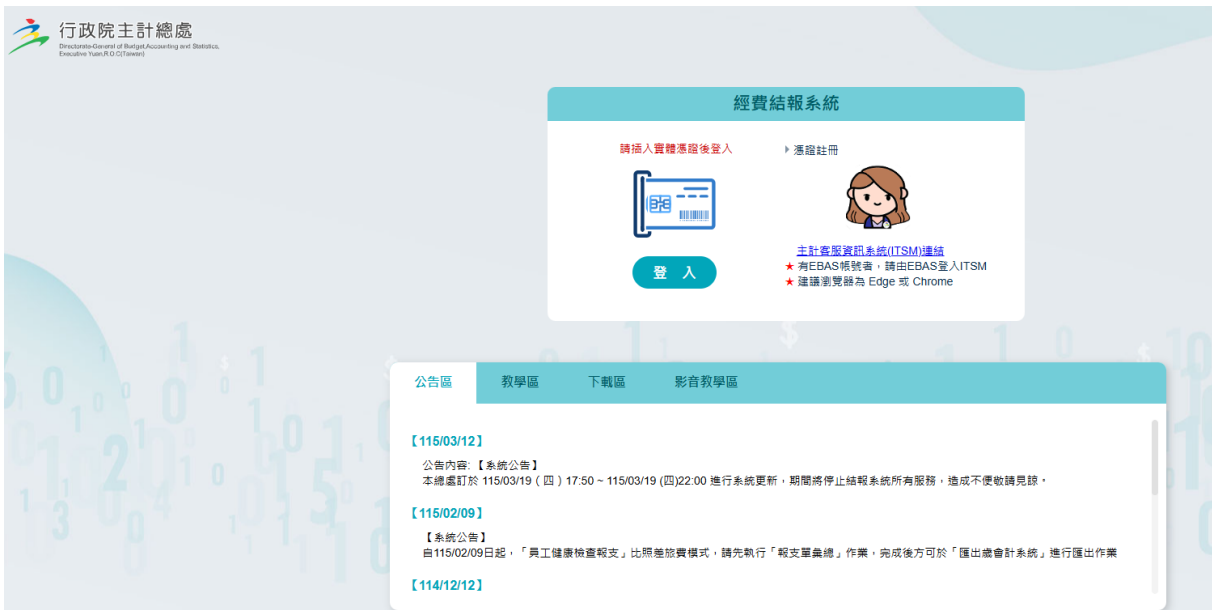 行政院主計總處
Directorate-General of Budget,Accounting and Statistics,
Executive Yuan,R.O.C(Taiwan)
經費結報系統
請插入實體憑證後登入
憑證註冊
登 入
主計客服資訊系統(ITSM)連結
★ 有EBAS帳號者，請由EBAS登入ITSM
★ 建議瀏覽器為 Edge 或 Chrome
公告區 教學區 下載區 影音教學區
【115/03/12】
公告內容:【系統公告】
本總處訂於 115/03/19 ( 四 ) 17:50 ~ 115/03/19 (四)22:00 進行系統更新，期間將停止結報系統所有服務，造成不便敬請見諒。
【115/02/09】
【系統公告】
自115/02/09日起，「員工健康檢查報支」比照差旅費模式，請先執行「報支單彙總」作業，完成後方可於「匯出歲會計系統」進行匯出作業
【114/12/12】